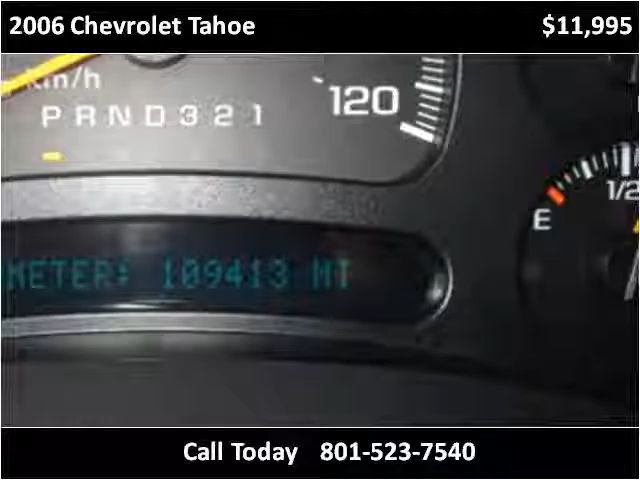 2006 Chevrolet Tahoe $11,995
km/h
120
P R N D 3 2 1
1/2
E
METER: 109413 MI
Call Today 801-523-7540